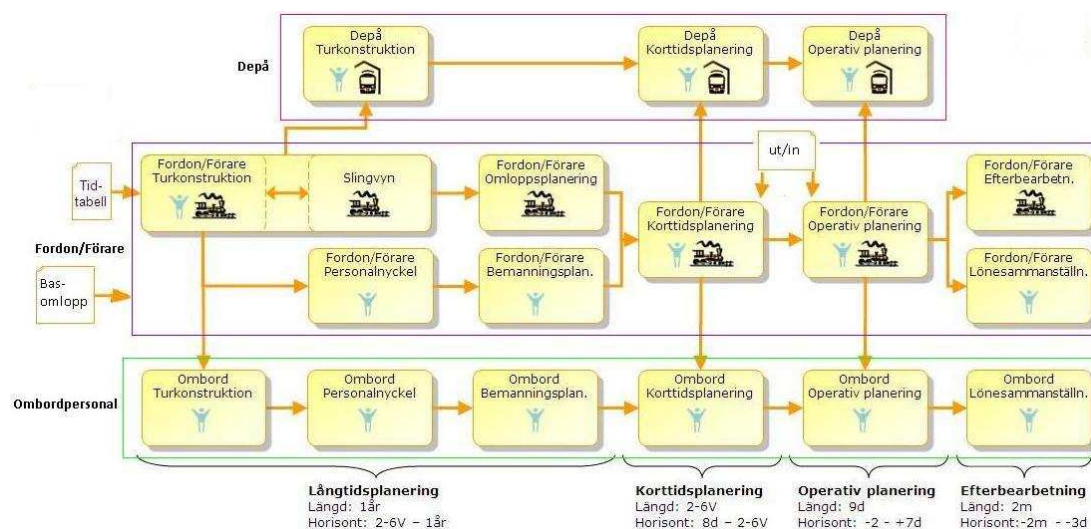 Depå
Depå
Turkonstruktion
Depå
Korttidsplanering
Depå
Operativ planering
Fordon/Förare
Tid-
tabell
Bas-
omlopp
Fordon/Förare
Turkonstruktion
Slingvyn
Fordon/Förare
Omloppsplanering
ut/in
Fordon/Förare
Efterbearbetn.
Fordon/Förare
Korttidsplanering
Fordon/Förare
Operativ planering
Fordon/Förare
Personalnyckel
Fordon/Förare
Bemanningsplan.
Fordon/Förare
Lönesammanställn.
Ombordpersonal
Ombord
Turkonstruktion
Ombord
Personalnyckel
Ombord
Bemanningsplan.
Ombord
Korttidsplanering
Ombord
Operativ planering
Ombord
Lönesammanställn.
Långtidsplanering
Längd: 1år
Horisont: 2-6V – 1år
Korttidsplanering
Längd: 2-6V
Horisont: 8d – 2-6V
Operativ planering
Längd: 9d
Horisont: -2 - +7d
Efterbearbetning
Längd: 2m
Horisont:-2m - -3d